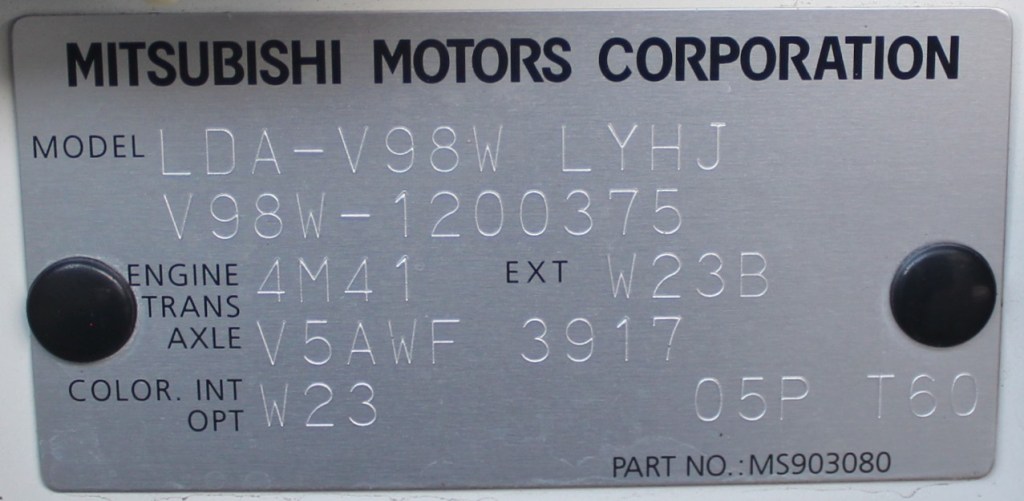 MITSUBISHI MOTORS CORPORATION
MODEL LDA-V98W LYHJ
V98W-1200375
ENGINE 4M41 EXT W23B
TRANS
AXLE V5AWF 3917
COLOR. INT W23 05P T60
OPT
PART NO.:MS903080